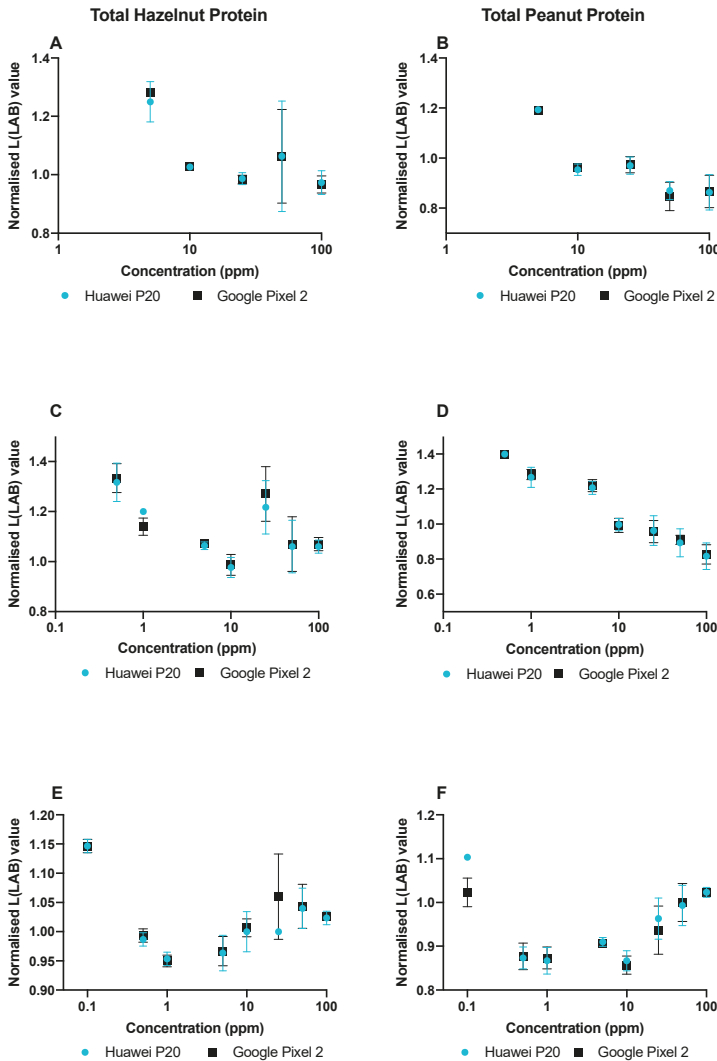 Total Hazelnut Protein
Total Peanut Protein
A
Normalised L(LAB) value
1.4
1.2
1.0
0.8
1
10
100
Concentration (ppm)
Huawei P20
Google Pixel 2
B
Normalised L(LAB) value
1.4
1.2
1.0
0.8
1
10
100
Concentration (ppm)
Huawei P20
Google Pixel 2
C
Normalised L(LAB) value
1.4
1.2
1.0
0.8
0.1
1
10
100
Concentration (ppm)
Huawei P20
Google Pixel 2
D
Normalised L(LAB) value
1.4
1.2
1.0
0.8
0.6
0.1
1
10
100
Concentration (ppm)
Huawei P20
Google Pixel 2
E
Normalised L(LAB) value
1.20
1.15
1.10
1.05
1.00
0.95
0.90
0.1
1
10
100
Concentration (ppm)
Huawei P20
Google Pixel 2
F
Normalised L(LAB) value
1.2
1.1
1.0
0.9
0.8
0.1
1
10
100
Concentration (ppm)
Huawei P20
Google Pixel 2